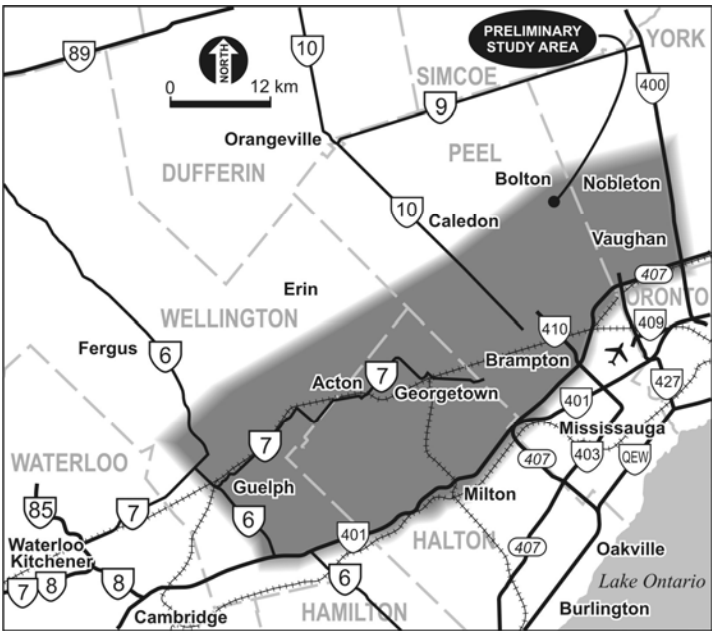 PRELIMINARY
STUDY AREA
YORK
89
10
NORTH
0 12 km
SIMCOE
400
9
Orangeville
PEEL
DUFFERIN
Bolton
Nobleton
10
Caledon
Vaughan
407
Erin
ORONTO
WELLINGTON
410
409
Fergus
6
Brampton
7
Acton
Georgetown
427
401
Mississauga
7
WATERLOO
407
403
QEW
Guelph
Milton
85
7
6
401
HALTON
Waterloo
Kitchener
407
Oakville
7
8
8
6
Lake Ontario
Cambridge
HAMILTON
Burlington